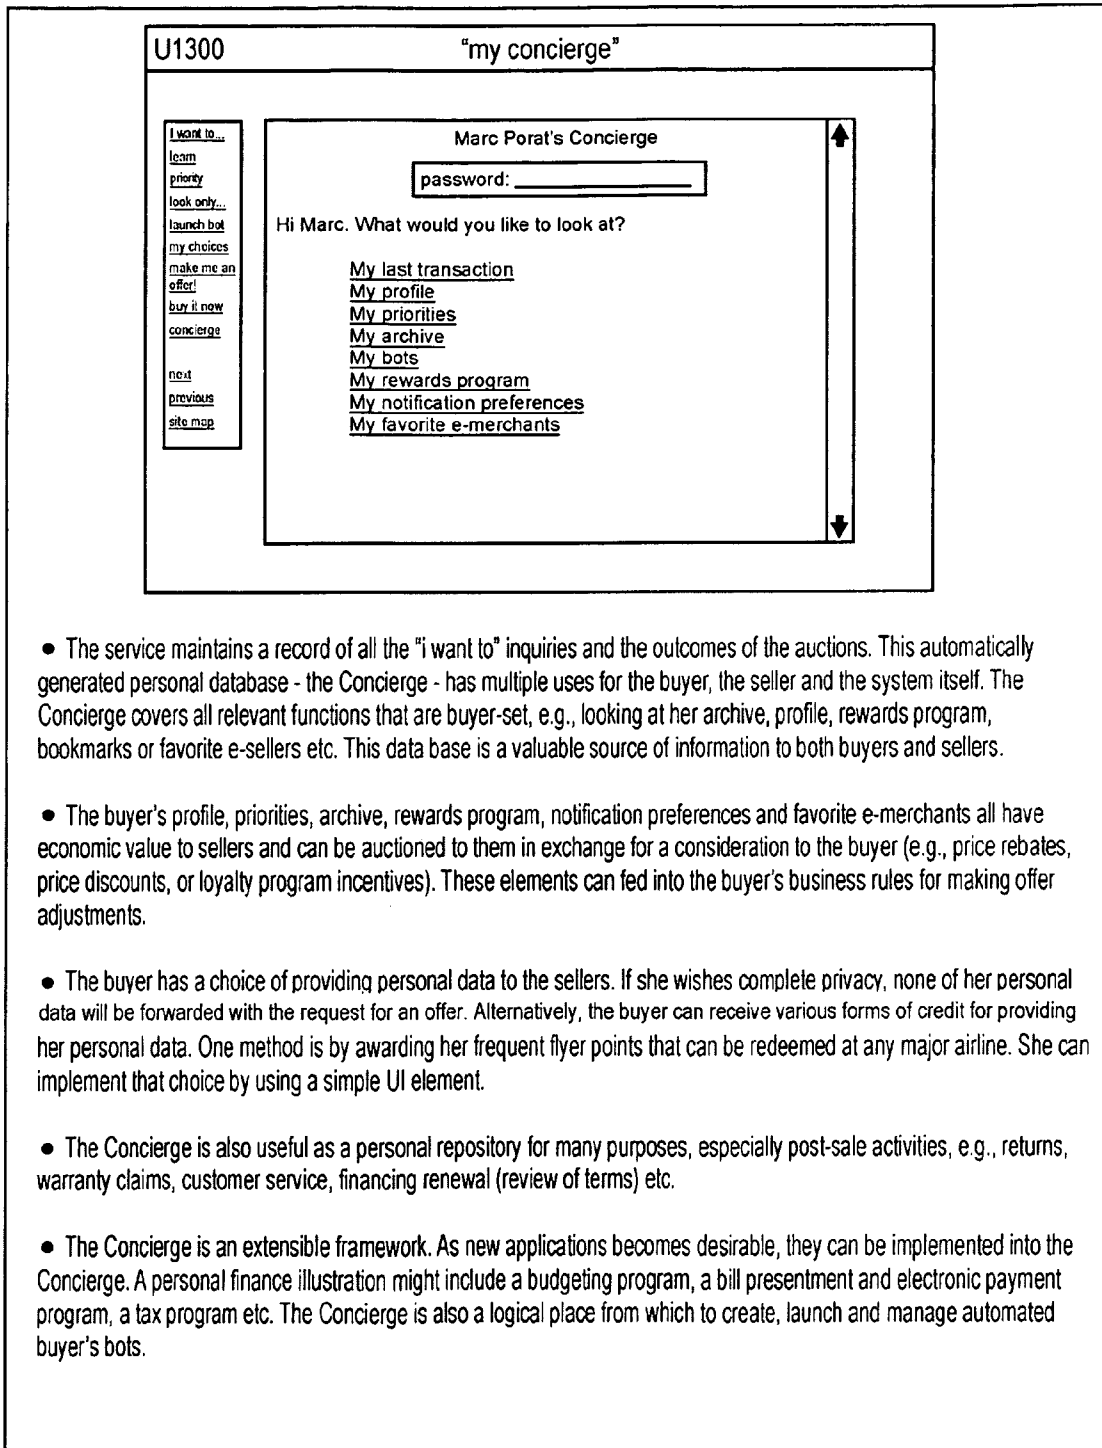 U1300 "my concierge"
I want to...
learn
priority
look only...
launch bot
my choices
make me an
offer!
buy it now
concierge
next
previous
site map
Marc Porat's Concierge
password:
Hi Marc. What would you like to look at?
My last transaction
My profile
My priorities
My archive
My bots
My rewards program
My notification preferences
My favorite e-merchants
• The service maintains a record of all the "i want to" inquiries and the outcomes of the auctions. This automatically
generated personal database - the Concierge - has multiple uses for the buyer, the seller and the system itself. The
Concierge covers all relevant functions that are buyer-set, e.g., looking at her archive, profile, rewards program,
bookmarks or favorite e-sellers etc. This data base is a valuable source of information to both buyers and sellers.
• The buyer's profile, priorities, archive, rewards program, notification preferences and favorite e-merchants all have
economic value to sellers and can be auctioned to them in exchange for a consideration to the buyer (e.g., price rebates,
price discounts, or loyalty program incentives). These elements can fed into the buyer's business rules for making offer
adjustments.
• The buyer has a choice of providing personal data to the sellers. If she wishes complete privacy, none of her personal
data will be forwarded with the request for an offer. Alternatively, the buyer can receive various forms of credit for providing
her personal data. One method is by awarding her frequent flyer points that can be redeemed at any major airline. She can
implement that choice by using a simple UI element.
• The Concierge is also useful as a personal repository for many purposes, especially post-sale activities, e.g., returns,
warranty claims, customer service, financing renewal (review of terms) etc.
• The Concierge is an extensible framework. As new applications becomes desirable, they can be implemented into the
Concierge. A personal finance illustration might include a budgeting program, a bill presentment and electronic payment
program, a tax program etc. The Concierge is also a logical place from which to create, launch and manage automated
buyer's bots.